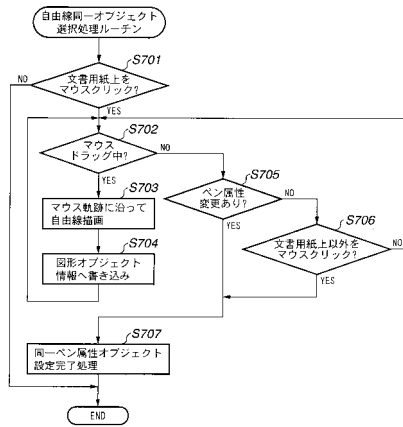 自由線同一オブジェクト
選択処理ルーチン
S701
文書用紙上を
マウスクリック?
NO
YES
S702
マウス
ドラッグ中?
NO
YES
S703
マウス軌跡に沿って
自由線描画
S704
図形オブジェクト
情報へ書き込み
S705
ペン属性
変更あり?
NO
YES
S706
文書用紙上以外を
マウスクリック?
NO
YES
S707
同一ペン属性オブジェクト
設定完了処理
END